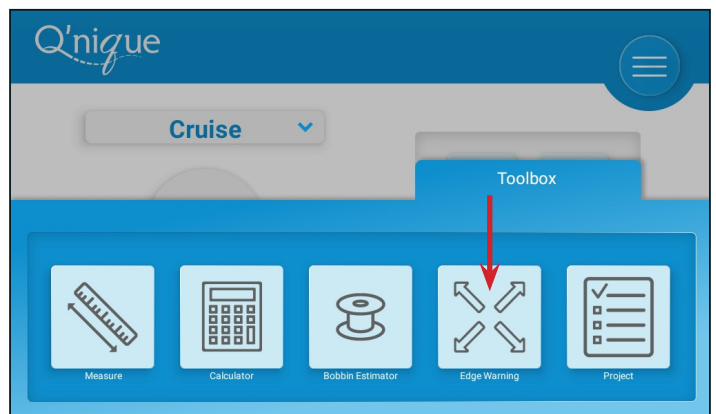 Q'nique
Cruise
Toolbox
Measure
Calculator
Bobbin Estimator
Edge Warning
Project